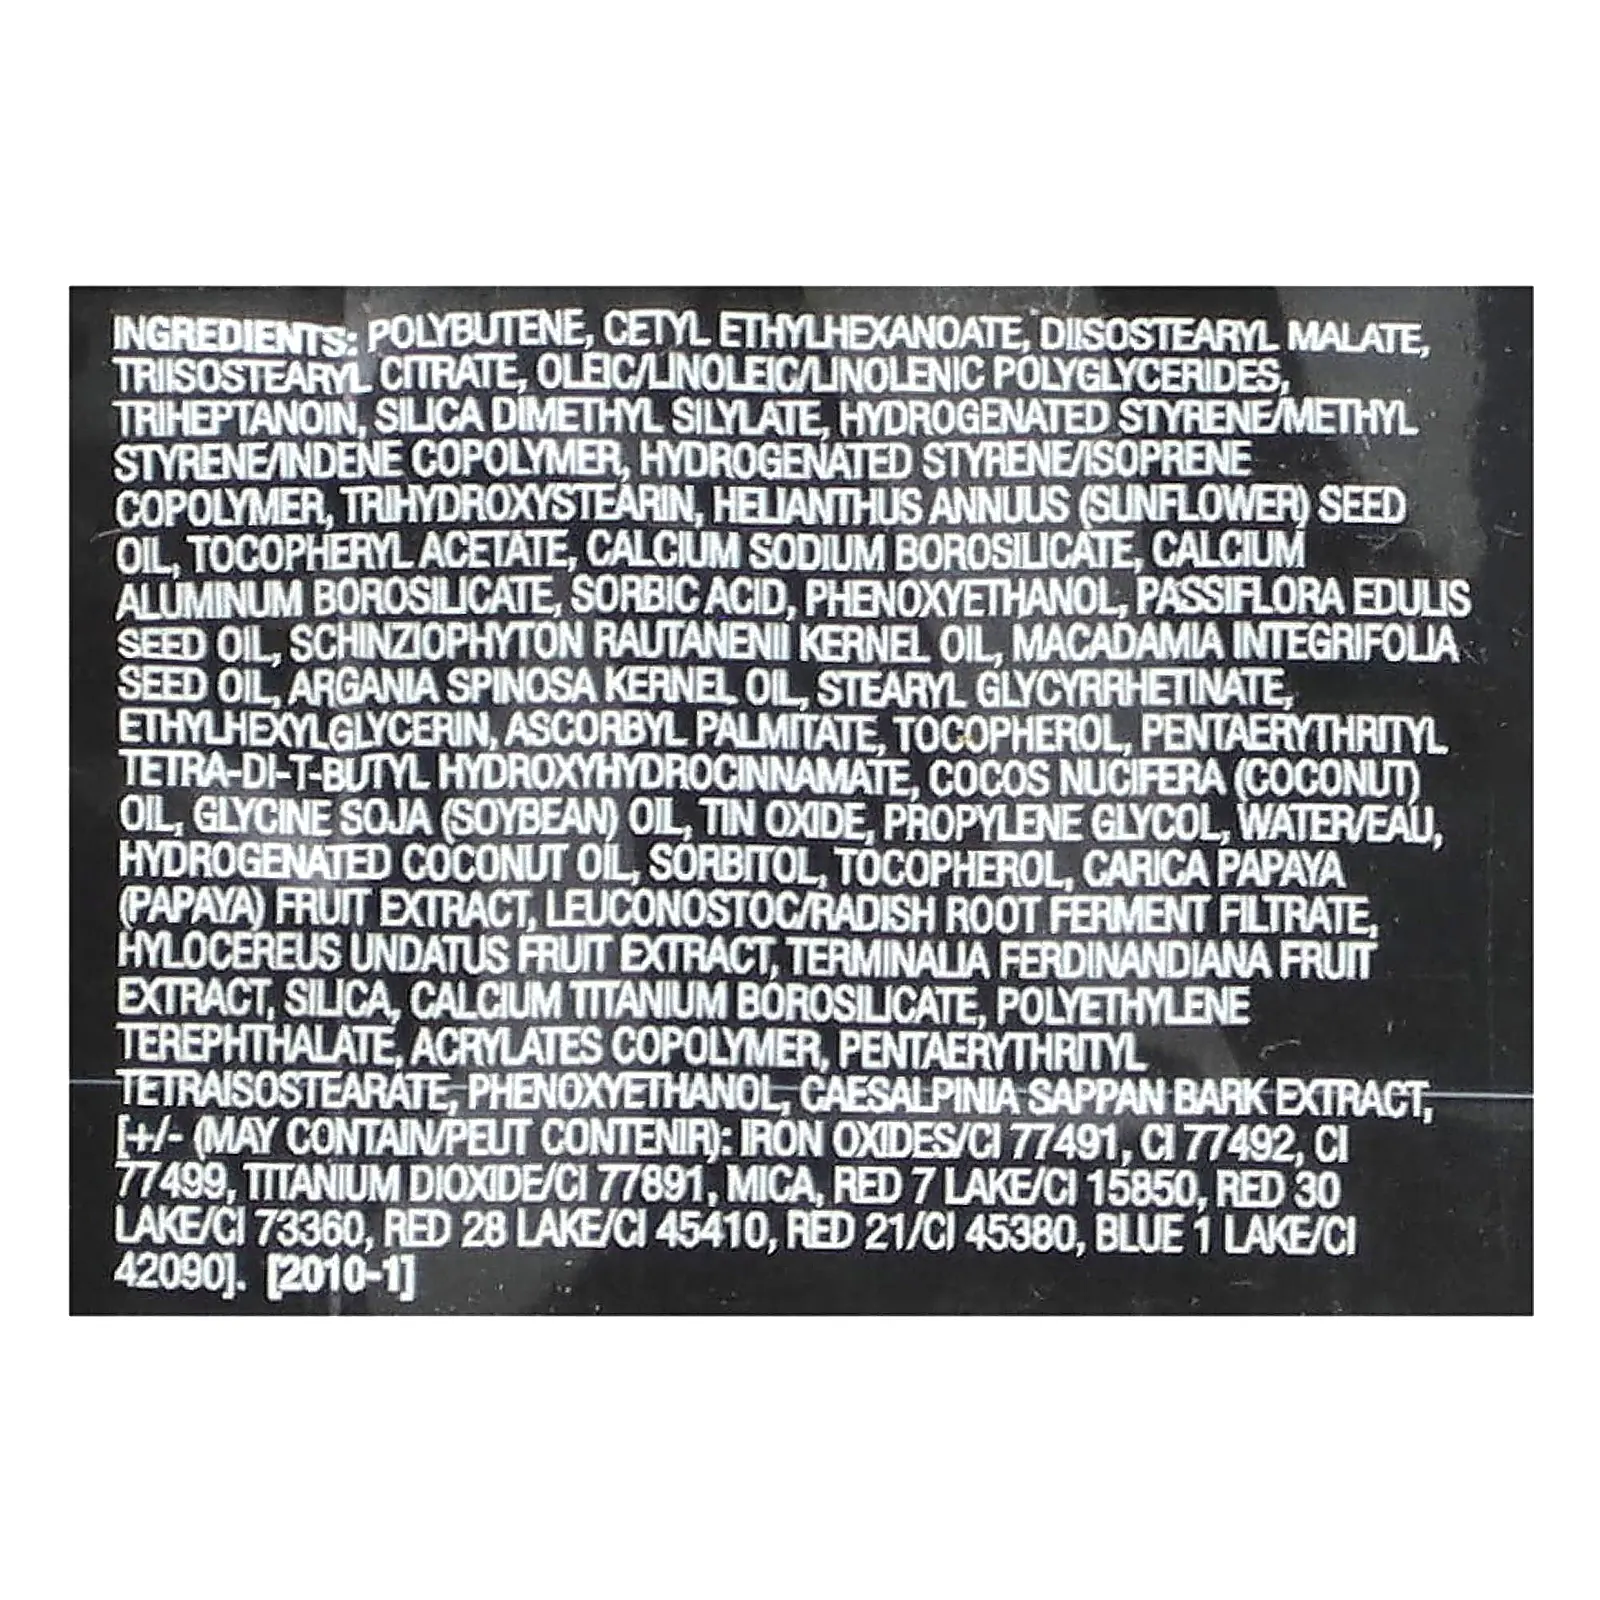 INGREDIENTS: POLYBUTENE, CETYL ETHYLHEXANOATE, DIISOSTEARYL MALATE,
TRIISOSTEARYL CITRATE, OLEIC/LINOLEIC/LINOLENIC POLYGLYCERIDES,
TRIHEPTANOIN, SILICA DIMETHYL SILYLATE, HYDROGENATED STYRENE/METHYL
STYRENE/INDENE COPOLYMER, HYDROGENATED STYRENE/ISOPRENE
COPOLYMER, TRIHYDROXYSTEARIN, HELIANTHUS ANNUUS (SUNFLOWER) SEED
OIL, TOCOPHERYL ACETATE, CALCIUM SODIUM BOROSILICATE, CALCIUM
ALUMINUM BOROSILICATE, SORBIC ACID, PHENOXYETHANOL, PASSIFLORA EDULIS
SEED OIL, SCHINZIOPHYTON RAUTANENII KERNEL OIL, MACADAMIA INTEGRIFOLIA
SEED OIL, ARGANIA SPINOSA KERNEL OIL, STEARYL GLYCYRRHETINATE,
ETHYLHEXYLGLYCERIN, ASCORBYL PALMITATE, TOCOPHEROL, PENTAERYTHRITYL
TETRA-DI-T-BUTYL HYDROXYHYDROCINNAMATE, COCOS NUCIFERA (COCONUT)
OIL, GLYCINE SOJA (SOYBEAN) OIL, TIN OXIDE, PROPYLENE GLYCOL, WATER/EAU,
HYDROGENATED COCONUT OIL, SORBITOL, TOCOPHEROL, CARICA PAPAYA
(PAPAYA) FRUIT EXTRACT, LEUCONOSTOC/RADISH ROOT FERMENT FILTRATE,
HYLOCEREUS UNDATUS FRUIT EXTRACT, TERMINALIA FERDINANDIANA FRUIT
EXTRACT, SILICA, CALCIUM TITANIUM BOROSILICATE, POLYETHYLENE
TEREPHTHALATE, ACRYLATES COPOLYMER, PENTAERYTHRITYL
TETRAISOSTEARATE, PHENOXYETHANOL, CAESALPINIA SAPPAN BARK EXTRACT,
[+/- (MAY CONTAIN/PEUT CONTENIR): IRON OXIDES/CI 77491, CI 77492, CI
77499, TITANIUM DIOXIDE/CI 77891, MICA, RED 7 LAKE/CI 15850, RED 30
LAKE/CI 73360, RED 28 LAKE/CI 45410, RED 21/CI 45380, BLUE 1 LAKE/CI
42090]. [2010-1]